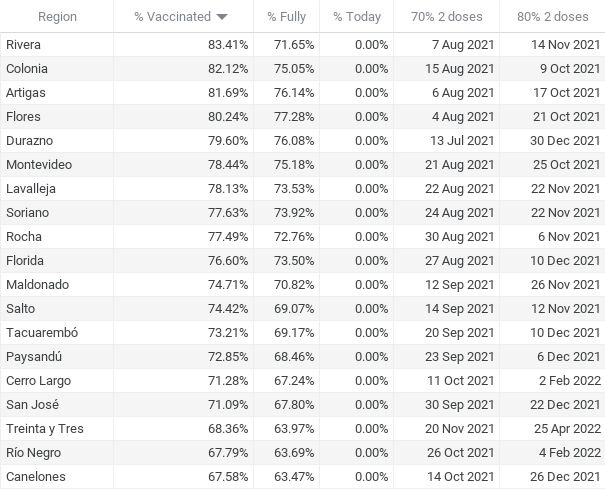 Region % Vaccinated % Fully % Today 70% 2 doses 80% 2 doses
Rivera 83.41% 71.65% 0.00% 7 Aug 2021 14 Nov 2021
Colonia 82.12% 75.05% 0.00% 15 Aug 2021 9 Oct 2021
Artigas 81.69% 76.14% 0.00% 6 Aug 2021 17 Oct 2021
Flores 80.24% 77.28% 0.00% 4 Aug 2021 21 Oct 2021
Durazno 79.60% 76.08% 0.00% 13 Jul 2021 30 Dec 2021
Montevideo 78.44% 75.18% 0.00% 21 Aug 2021 25 Oct 2021
Lavalleja 78.13% 73.53% 0.00% 22 Aug 2021 22 Nov 2021
Soriano 77.63% 73.92% 0.00% 24 Aug 2021 22 Nov 2021
Rocha 77.49% 72.76% 0.00% 30 Aug 2021 6 Nov 2021
Florida 76.60% 73.50% 0.00% 27 Aug 2021 10 Dec 2021
Maldonado 74.71% 70.82% 0.00% 12 Sep 2021 26 Nov 2021
Salto 74.42% 69.07% 0.00% 14 Sep 2021 12 Nov 2021
Tacuarembó 73.21% 69.17% 0.00% 20 Sep 2021 10 Dec 2021
Paysandú 72.85% 68.46% 0.00% 23 Sep 2021 6 Dec 2021
Cerro Largo 71.28% 67.24% 0.00% 11 Oct 2021 2 Feb 2022
San José 71.09% 67.80% 0.00% 30 Sep 2021 22 Dec 2021
Treinta y Tres 68.36% 63.97% 0.00% 20 Nov 2021 25 Apr 2022
Río Negro 67.79% 63.69% 0.00% 26 Oct 2021 4 Feb 2022
Canelones 67.58% 63.47% 0.00% 14 Oct 2021 26 Dec 2021